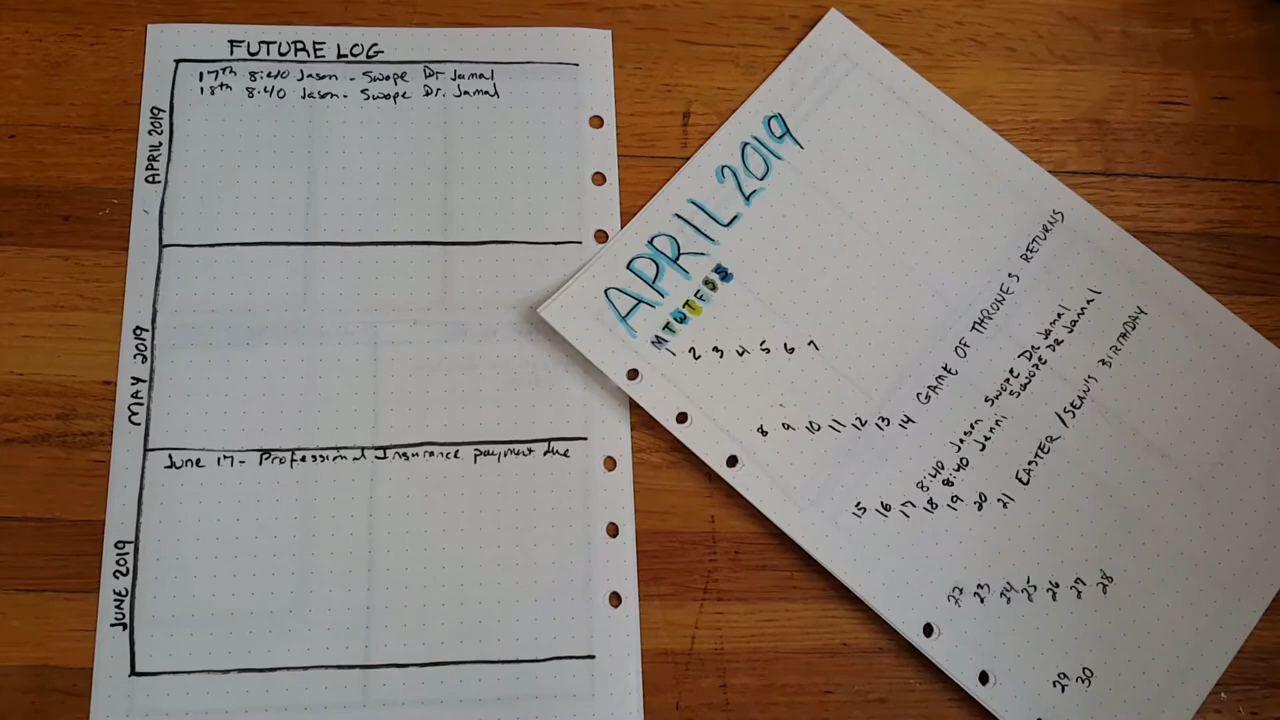 FUTURE LOG
APRIL 2019
17th 8:40 Jason - Swope Dr Jamal
18th 8:40 Jason - Swope Dr. Jamal
MAY 2019
JUNE 2019
June 17 - Professional Insurance payment due
APRIL 2019
M T W T F S S
1 2 3 4 5 6 7
8 9 10 11 12 13 14 GAME OF THRONES RETURNS
15
16
17 8:40 Jason SWOPE DR Jamal
18 8:40 Jenni SWOPE DR Jamal
19
20
21 EASTER / SEAN'S BIRTHDAY
22 23 24 25 26 27 28
29 30